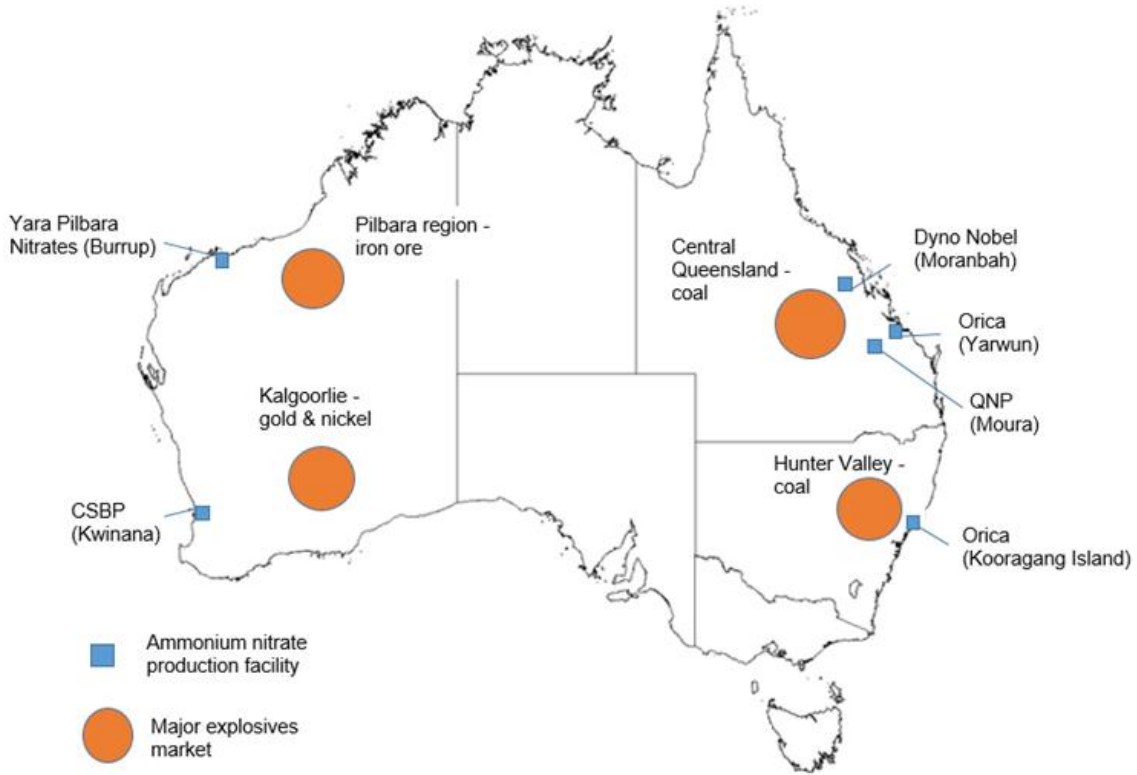 Yara Pilbara
Nitrates (Burrup)
Pilbara region -
iron ore
Central
Queensland -
coal
Dyno Nobel
(Moranbah)
Orica
(Yarwun)
QNP
(Moura)
Kalgoorlie -
gold & nickel
Hunter Valley -
coal
CSBP
(Kwinana)
Orica
(Kooragang Island)
Ammonium nitrate
production facility
Major explosives
market